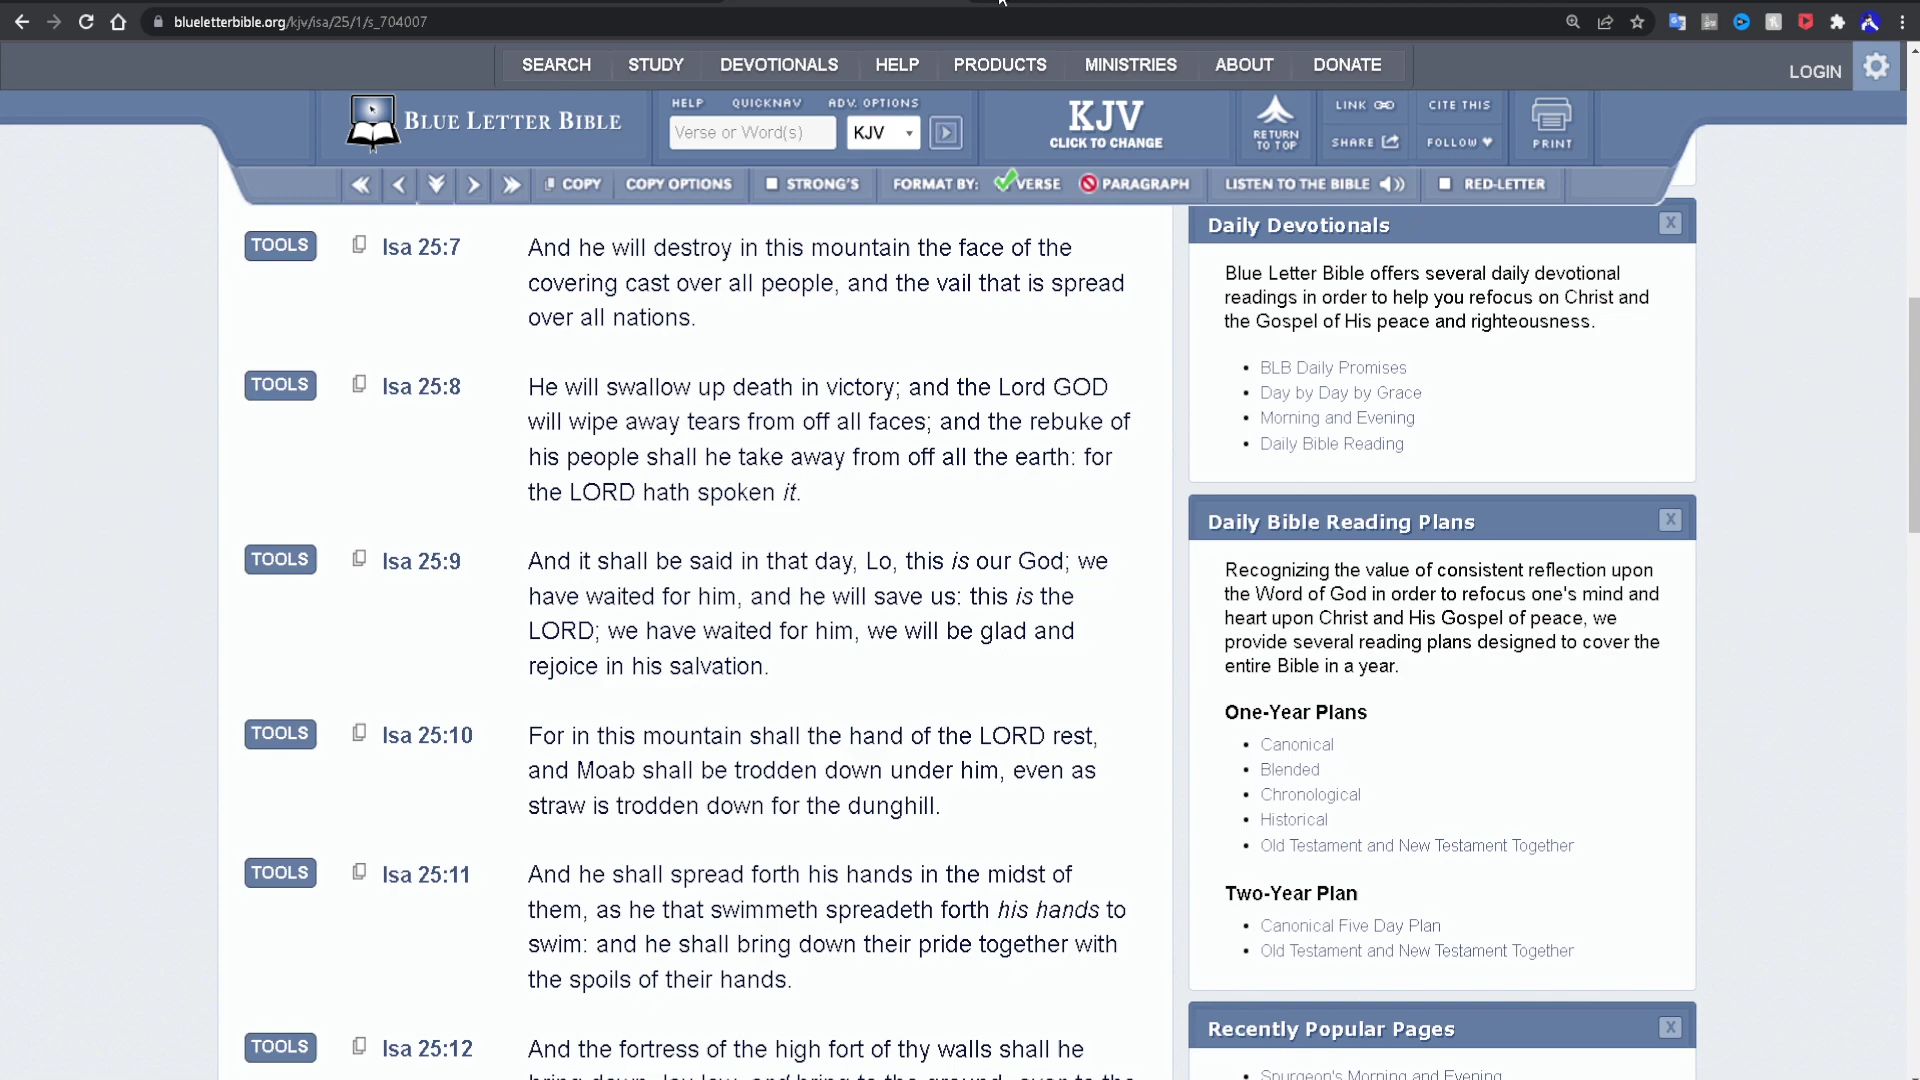 blueletterbible.org/kjv/isa/25/1/s_704007
SEARCH STUDY DEVOTIONALS HELP PRODUCTS MINISTRIES ABOUT DONATE
LOGIN
BLUE LETTER BIBLE
HELP QUICKNAV ADV. OPTIONS
Verse or Word(s) KJV
KJV
CLICK TO CHANGE
RETURN
TO TOP
LINK
SHARE
CITE THIS
FOLLOW
PRINT
COPY COPY OPTIONS STRONG'S FORMAT BY: VERSE PARAGRAPH LISTEN TO THE BIBLE RED-LETTER
TOOLS Isa 25:7 And he will destroy in this mountain the face of the
covering cast over all people, and the vail that is spread
over all nations.
TOOLS Isa 25:8 He will swallow up death in victory; and the Lord GOD
will wipe away tears from off all faces; and the rebuke of
his people shall he take away from off all the earth: for
the LORD hath spoken it.
TOOLS Isa 25:9 And it shall be said in that day, Lo, this is our God; we
have waited for him, and he will save us: this is the
LORD; we have waited for him, we will be glad and
rejoice in his salvation.
TOOLS Isa 25:10 For in this mountain shall the hand of the LORD rest,
and Moab shall be trodden down under him, even as
straw is trodden down for the dunghill.
TOOLS Isa 25:11 And he shall spread forth his hands in the midst of
them, as he that swimmeth spreadeth forth his hands to
swim: and he shall bring down their pride together with
the spoils of their hands.
TOOLS Isa 25:12 And the fortress of the high fort of thy walls shall he
bring down, lay low, and bring to the ground, even to the
Daily Devotionals X
Blue Letter Bible offers several daily devotional
readings in order to help you refocus on Christ and
the Gospel of His peace and righteousness.
• BLB Daily Promises
• Day by Day by Grace
• Morning and Evening
• Daily Bible Reading
Daily Bible Reading Plans X
Recognizing the value of consistent reflection upon
the Word of God in order to refocus one's mind and
heart upon Christ and His Gospel of peace, we
provide several reading plans designed to cover the
entire Bible in a year.
One-Year Plans
• Canonical
• Blended
• Chronological
• Historical
• Old Testament and New Testament Together
Two-Year Plan
• Canonical Five Day Plan
• Old Testament and New Testament Together
Recently Popular Pages X
• Spurgeon's Morning and Evening